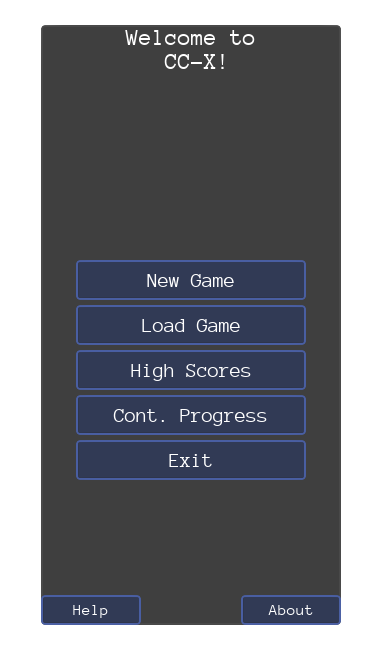 Welcome to
CC-X!
New Game
Load Game
High Scores
Cont. Progress
Exit
Help
About